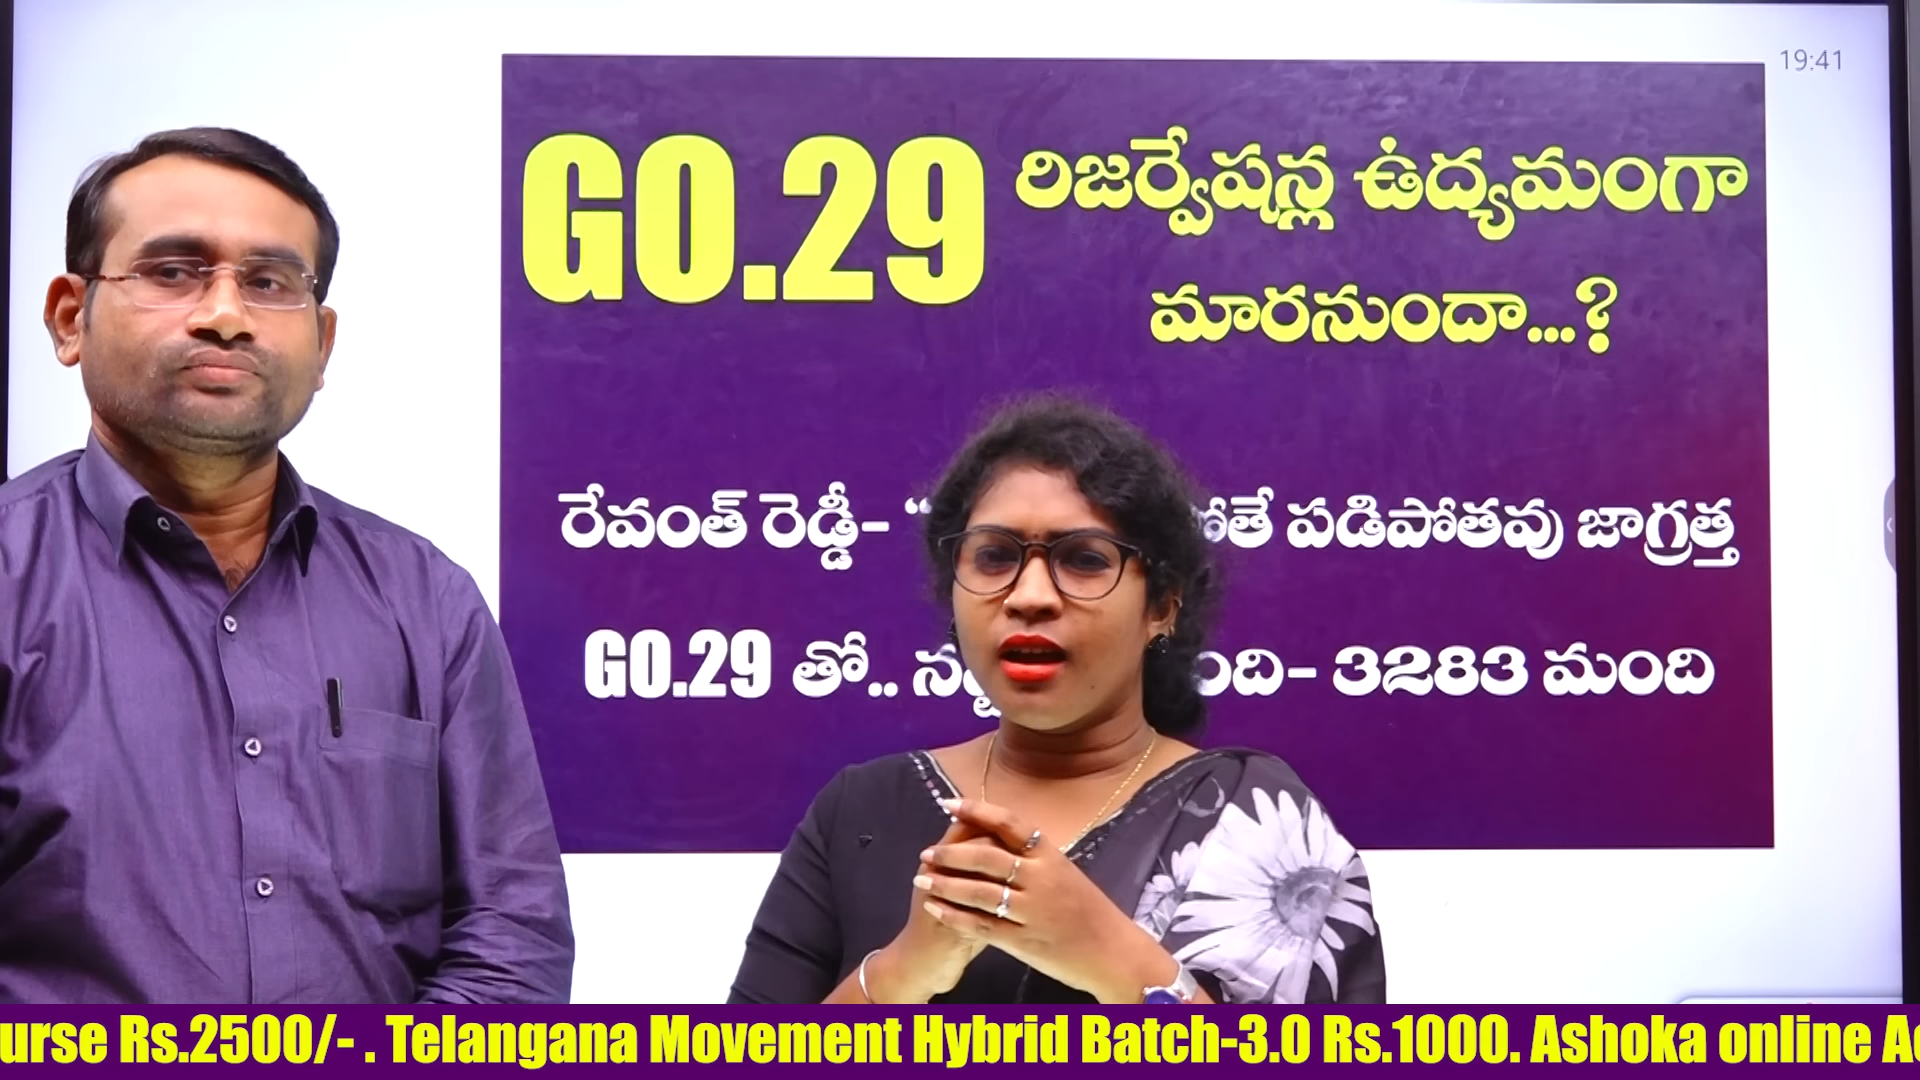 19:41
GO.29 రిజర్వేషన్ల ఉద్యమంగా
మారనుందా...?
రేవంత్ రెడ్డి- “ పడిపోతవు జాగ్రత్త
GO.29 తో.. 3283 మంది
Rs.2500/- . Telangana Movement Hybrid Batch-3.0 Rs.1000. Ashoka online